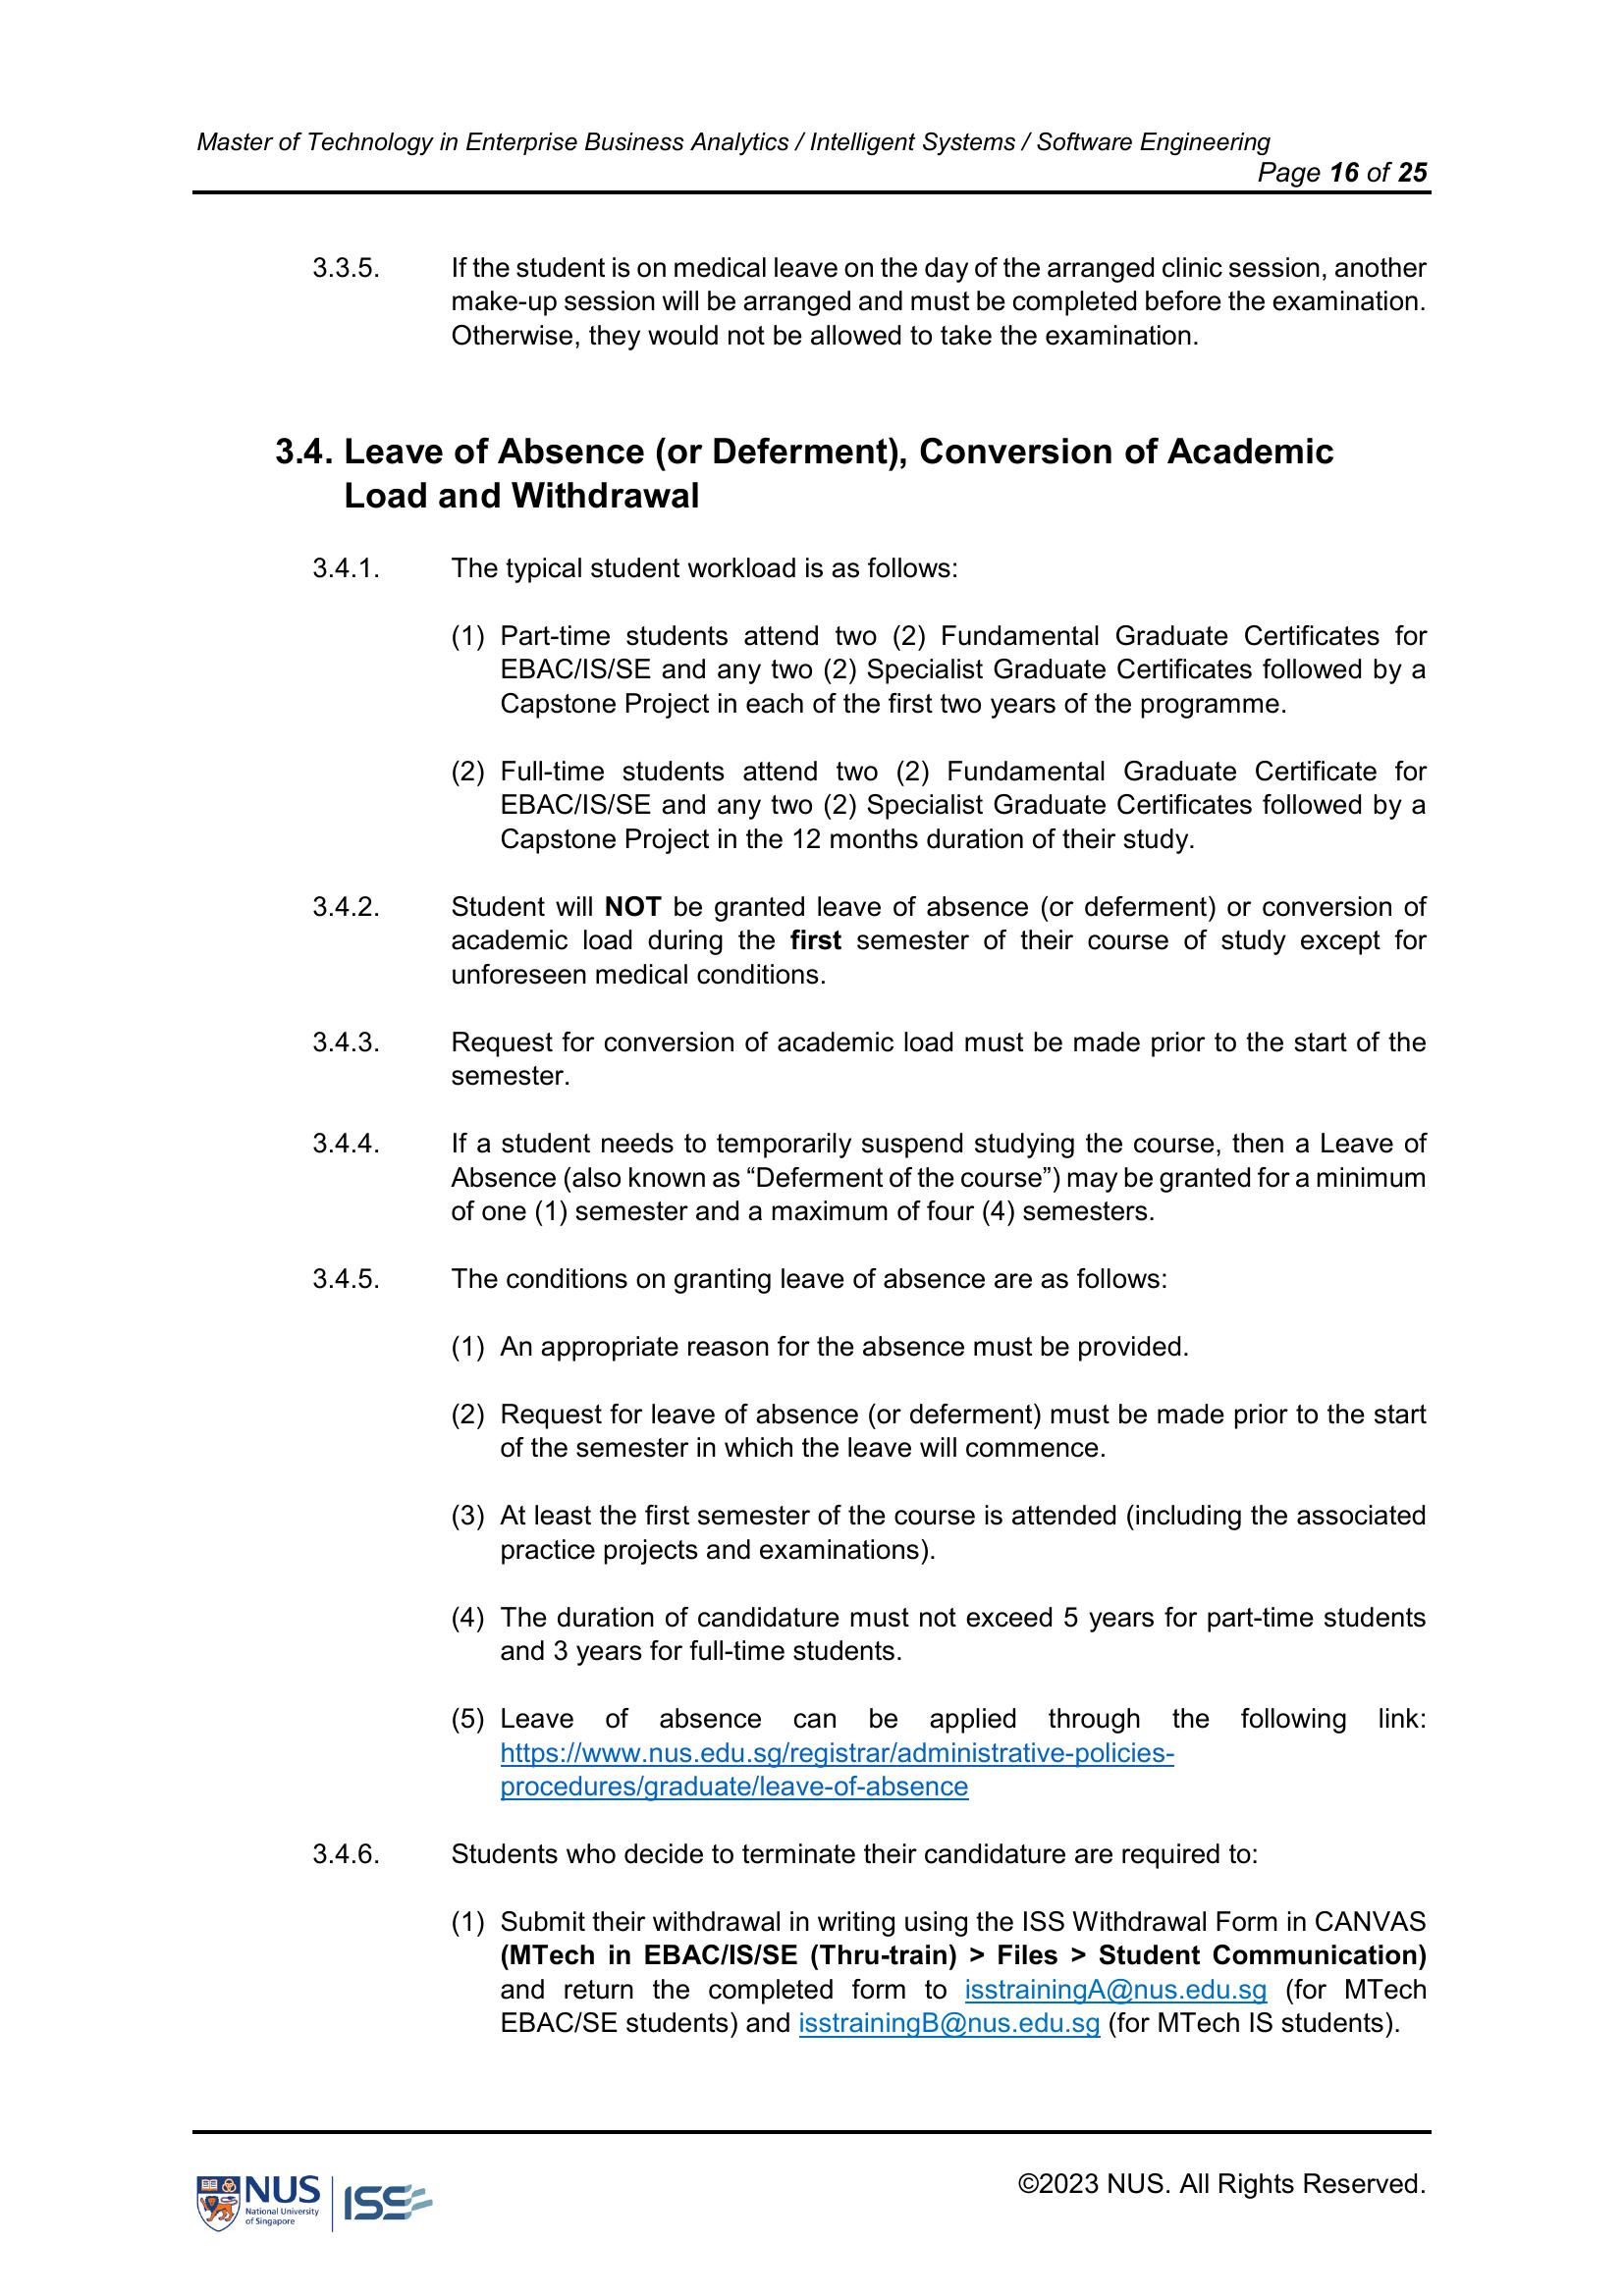 Master of Technology in Enterprise Business Analytics / Intelligent Systems / Software Engineering
Page 16 of 25
3.3.5. If the student is on medical leave on the day of the arranged clinic session, another
make-up session will be arranged and must be completed before the examination.
Otherwise, they would not be allowed to take the examination.
3.4. Leave of Absence (or Deferment), Conversion of Academic
Load and Withdrawal
3.4.1. The typical student workload is as follows:
(1) Part-time students attend two (2) Fundamental Graduate Certificates for
EBAC/IS/SE and any two (2) Specialist Graduate Certificates followed by a
Capstone Project in each of the first two years of the programme.
(2) Full-time students attend two (2) Fundamental Graduate Certificate for
EBAC/IS/SE and any two (2) Specialist Graduate Certificates followed by a
Capstone Project in the 12 months duration of their study.
3.4.2. Student will NOT be granted leave of absence (or deferment) or conversion of
academic load during the first semester of their course of study except for
unforeseen medical conditions.
3.4.3. Request for conversion of academic load must be made prior to the start of the
semester.
3.4.4. If a student needs to temporarily suspend studying the course, then a Leave of
Absence (also known as “Deferment of the course”) may be granted for a minimum
of one (1) semester and a maximum of four (4) semesters.
3.4.5. The conditions on granting leave of absence are as follows:
(1) An appropriate reason for the absence must be provided.
(2) Request for leave of absence (or deferment) must be made prior to the start
of the semester in which the leave will commence.
(3) At least the first semester of the course is attended (including the associated
practice projects and examinations).
(4) The duration of candidature must not exceed 5 years for part-time students
and 3 years for full-time students.
(5) Leave of absence can be applied through the following link:
https://www.nus.edu.sg/registrar/administrative-policies-
procedures/graduate/leave-of-absence
3.4.6. Students who decide to terminate their candidature are required to:
(1) Submit their withdrawal in writing using the ISS Withdrawal Form in CANVAS
(MTech in EBAC/IS/SE (Thru-train) > Files > Student Communication)
and return the completed form to isstrainingA@nus.edu.sg (for MTech
EBAC/SE students) and isstrainingB@nus.edu.sg (for MTech IS students).
©2023 NUS. All Rights Reserved.
NUS
National University
of Singapore
ISS